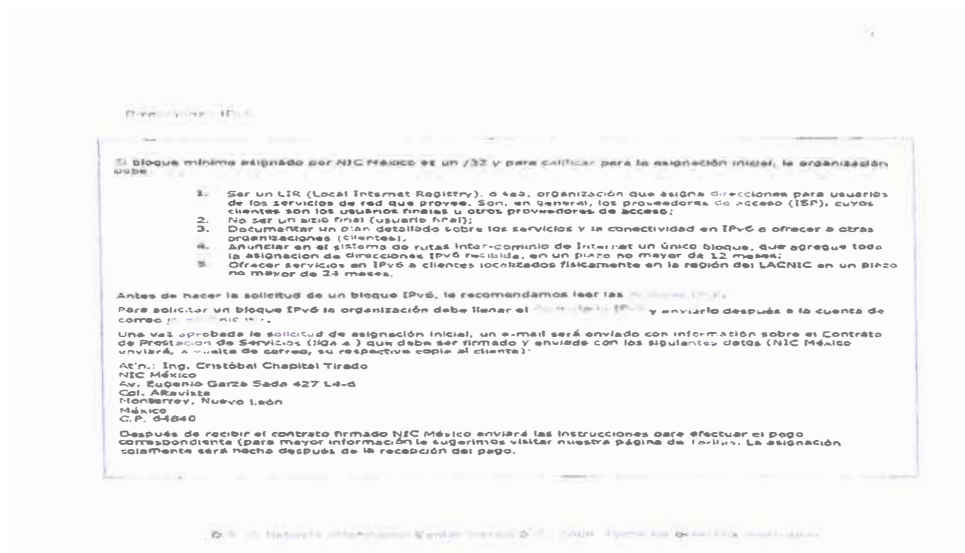 Direcciones IPv6
El bloque mínimo asignado por NIC México es un /32 y para calificar para la asignación inicial, la organización
debe:
1. Ser un LIR (Local Internet Registry), o sea, organización que asigna direcciones para usuarios
de los servicios de red que provee. Son, en general, los proveedores de acceso (ISP), cuyos
clientes son los usuarios finales u otros proveedores de acceso;
2. No ser un sitio final (usuario final);
3. Documentar un plan detallado sobre los servicios y la conectividad en IPv6 a ofrecer a otras
organizaciones (clientes);
4. Anunciar en el sistema de rutas inter-dominio de Internet un único bloque, que agregue toda
la asignación de direcciones IPv6 recibida, en un plazo no mayor de 12 meses;
5. Ofrecer servicios en IPv6 a clientes localizados físicamente en la región del LACNIC en un plazo
no mayor de 24 meses.
Antes de hacer la solicitud de un bloque IPv6, le recomendamos leer las
Para solicitar un bloque IPv6 la organización debe llenar el y enviarlo después a la cuenta de
correo
Una vez aprobada la solicitud de asignación inicial, un e-mail será enviado con información sobre el Contrato
de Prestación de Servicios (liga a ) que debe ser firmado y enviado con los siguientes datos (NIC México
enviará, a vuelta de correo, su respectiva copia al cliente):
At'n.: Ing. Cristóbal Chapital Tirado
NIC México
Av. Eugenio Garza Sada 427 L4-6
Col. Altavista
Monterrey, Nuevo León
México
C.P. 64840
Después de recibir el contrato firmado NIC México enviará las instrucciones para efectuar el pago
correspondiente (para mayor información le sugerimos visitar nuestra página de tarifas. La asignación
solamente será hecha después de la recepción del pago.